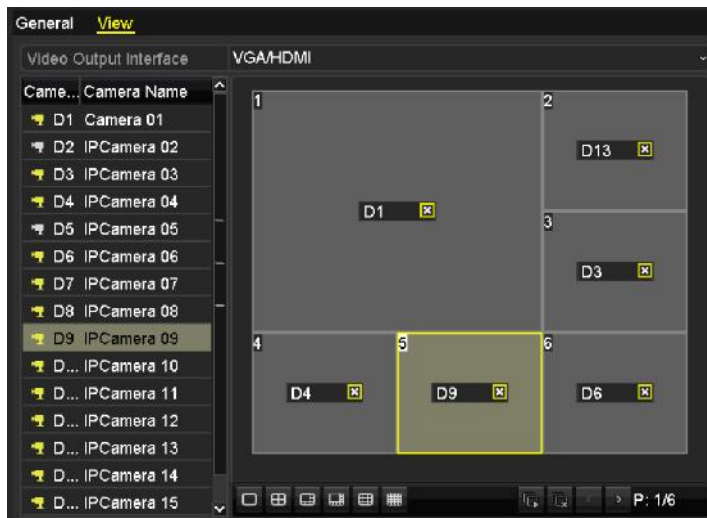 General View
Video Output Interface VGA/HDMI
Came... Camera Name
D1 Camera 01
D2 IPCamera 02
D3 IPCamera 03
D4 IPCamera 04
D5 IPCamera 05
D6 IPCamera 06
D7 IPCamera 07
D8 IPCamera 08
D9 IPCamera 09
D... IPCamera 10
D... IPCamera 11
D... IPCamera 12
D... IPCamera 13
D... IPCamera 14
D... IPCamera 15
1
D1
2
D13
3
D3
4
D4
5
D9
6
D6
P: 1/6